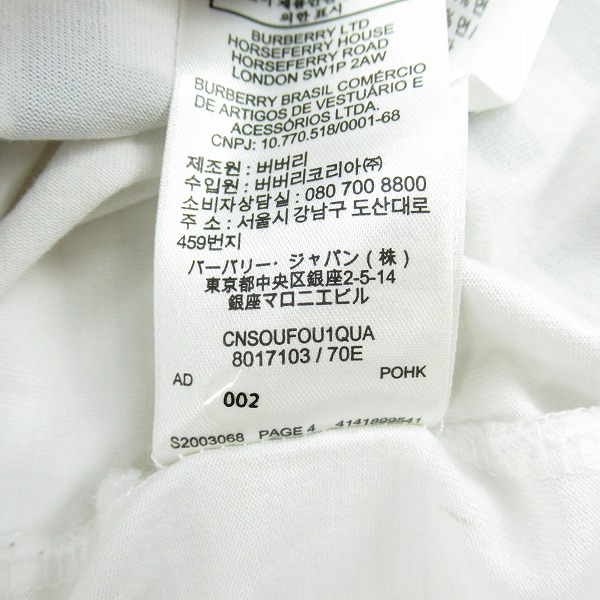 의한 표시
BURBERRY LTD
HORSEFERRY HOUSE
HORSEFERRY ROAD
LONDON SW1P 2AW
BURBERRY BRASIL COMÉRCIO
DE ARTIGOS DE VESTUÁRIO E
ACESSÓRIOS LTDA.
CNPJ: 10.770.518/0001-68
제조원 : 버버리
수입원 : 버버리코리아㈜
소비자상담실 : 080 700 8800
주 소 : 서울시 강남구 도산대로
459번지
バーバリー・ジャパン(株)
東京都中央区銀座2-5-14
銀座マロニエビル
CNSOUFOU1QUA
8017103 / 70E
AD POHK
002
S2003068 PAGE 4 4141899541